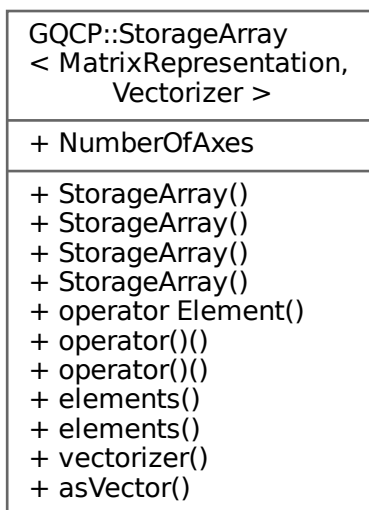 GQCP::StorageArray
< MatrixRepresentation,
Vectorizer >
+ NumberOfAxes
+ StorageArray()
+ StorageArray()
+ StorageArray()
+ StorageArray()
+ operator Element()
+ operator()()
+ operator()()
+ elements()
+ elements()
+ vectorizer()
+ asVector()